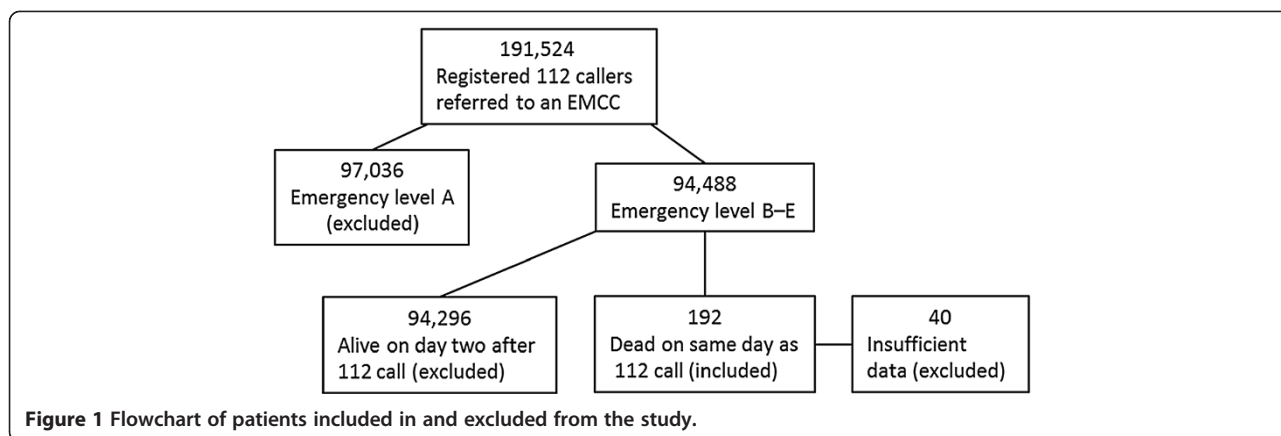 191,524
Registered 112 callers
referred to an EMCC
97,036
Emergency level A
(excluded)
94,488
Emergency level B–E
94,296
Alive on day two after
112 call (excluded)
192
Dead on same day as
112 call (included)
40
Insufficient
data (excluded)
Figure 1 Flowchart of patients included in and excluded from the study.